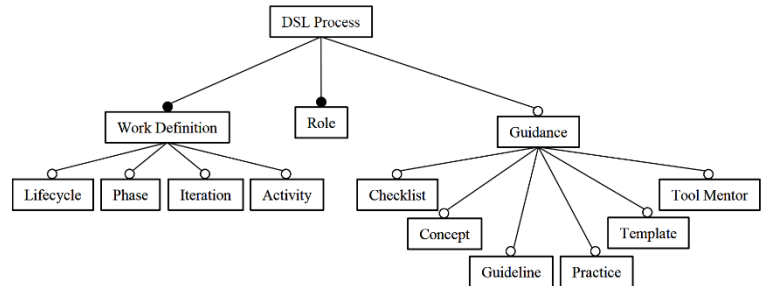 DSL Process
Work Definition
Role
Guidance
Lifecycle
Phase
Iteration
Activity
Checklist
Tool Mentor
Concept
Template
Guideline
Practice